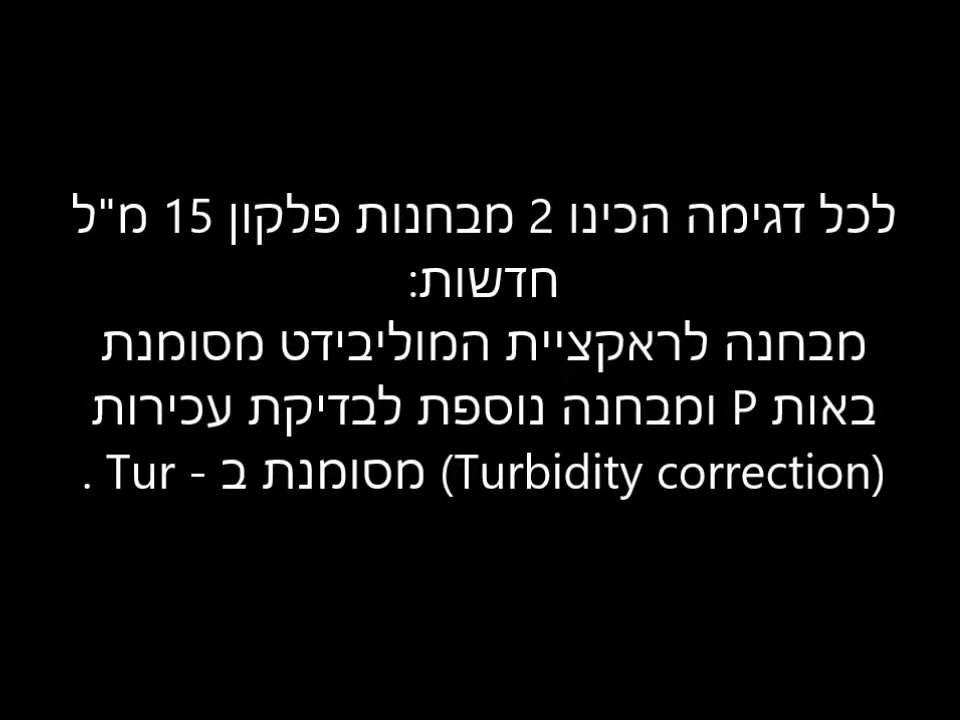 לכל דגימה הכינו 2 מבחנות פלקון 15 מ"ל
חדשות:
מבחנה לראקציית המוליבידט מסומנת
באות P ומבחנה נוספת לבדיקת עכירות
(Turbidity correction) מסומנת ב - Tur .